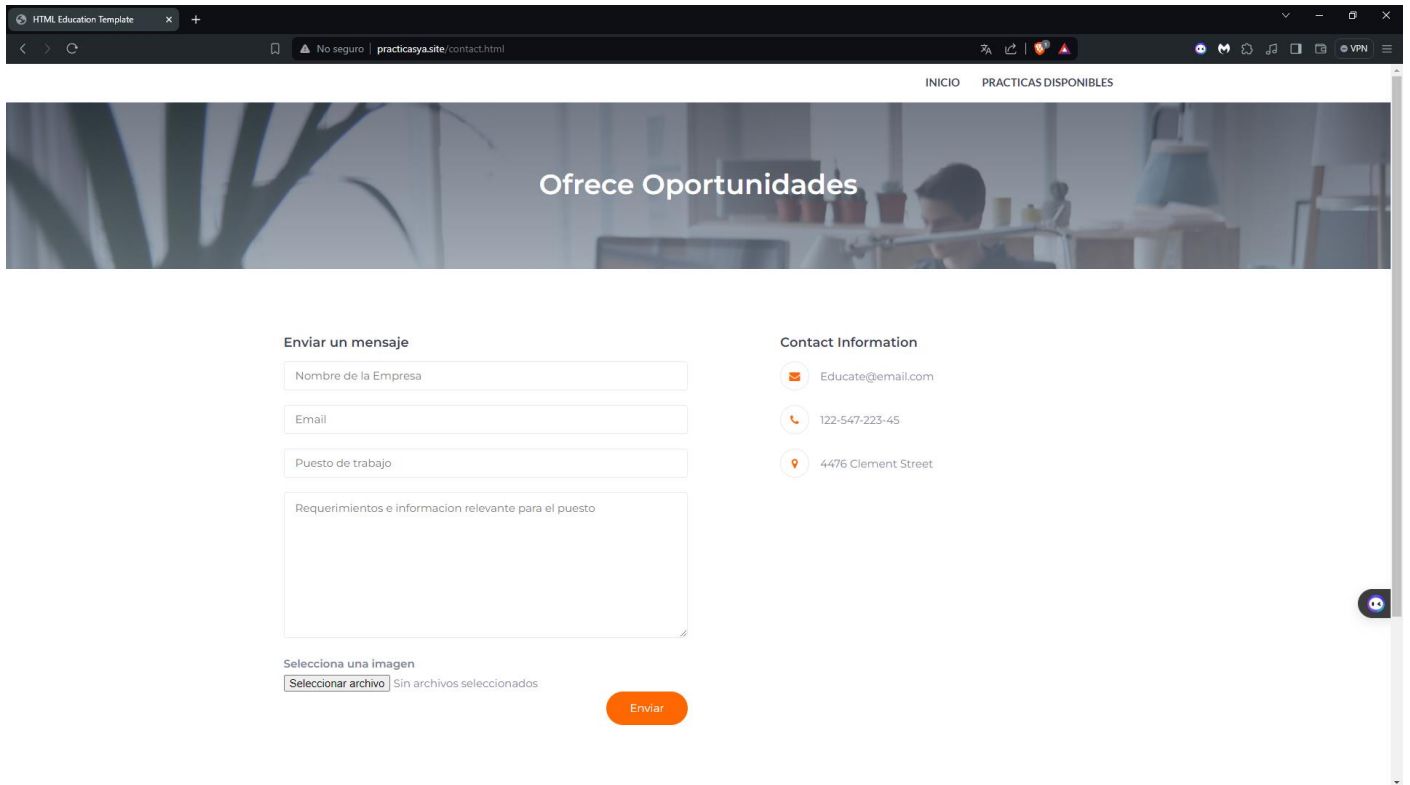 HTML Education Template
No seguro | practicasya.site/contact.html
VPN
INICIO PRACTICAS DISPONIBLES
Ofrece Oportunidades
Enviar un mensaje
Nombre de la Empresa
Email
Puesto de trabajo
Requerimientos e informacion relevante para el puesto
Selecciona una imagen
Seleccionar archivo Sin archivos seleccionados
Enviar
Contact Information
Educate@email.com
122-547-223-45
4476 Clement Street